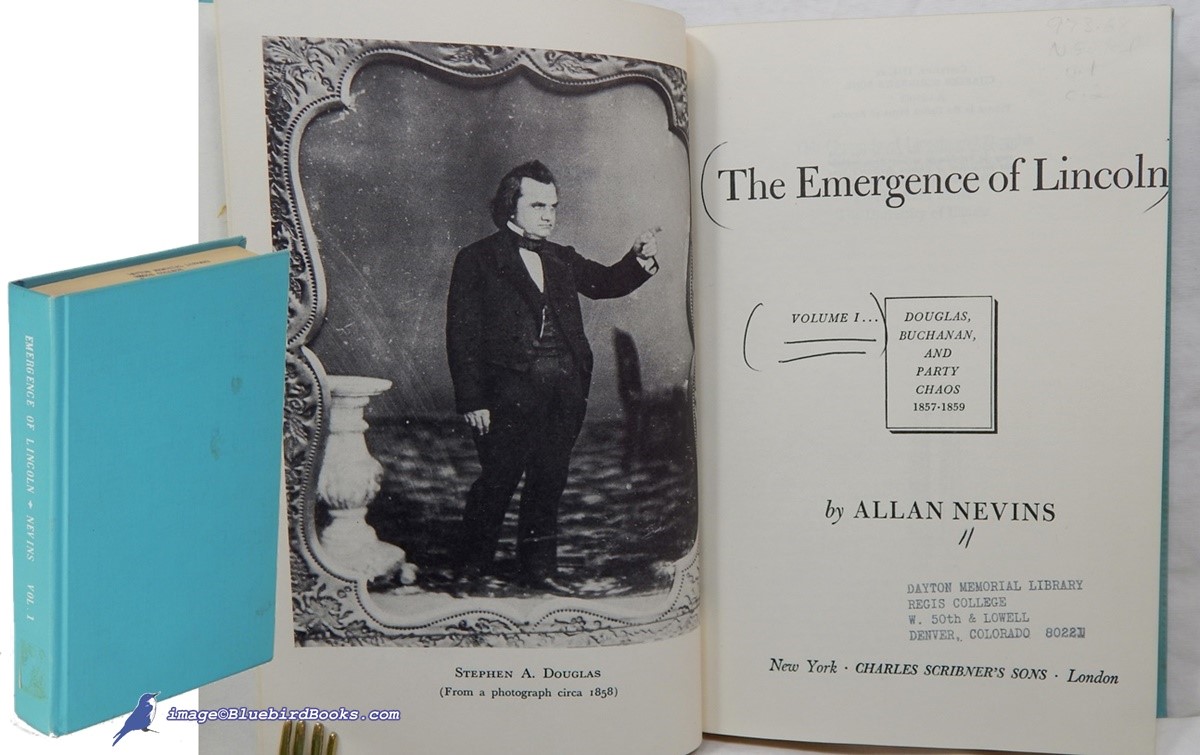 EMERGENCE OF LINCOLN ✦ NEVINS VOL. I
STEPHEN A. DOUGLAS
(From a photograph circa 1858)
The Emergence of Lincoln
VOLUME I...
DOUGLAS,
BUCHANAN,
AND
PARTY
CHAOS
1857·1859
by ALLAN NEVINS
DAYTON MEMORIAL LIBRARY
REGIS COLLEGE
W. 50th & LOWELL
DENVER, COLORADO 80221
New York · CHARLES SCRIBNER'S SONS · London
image©BluebirdBooks.com